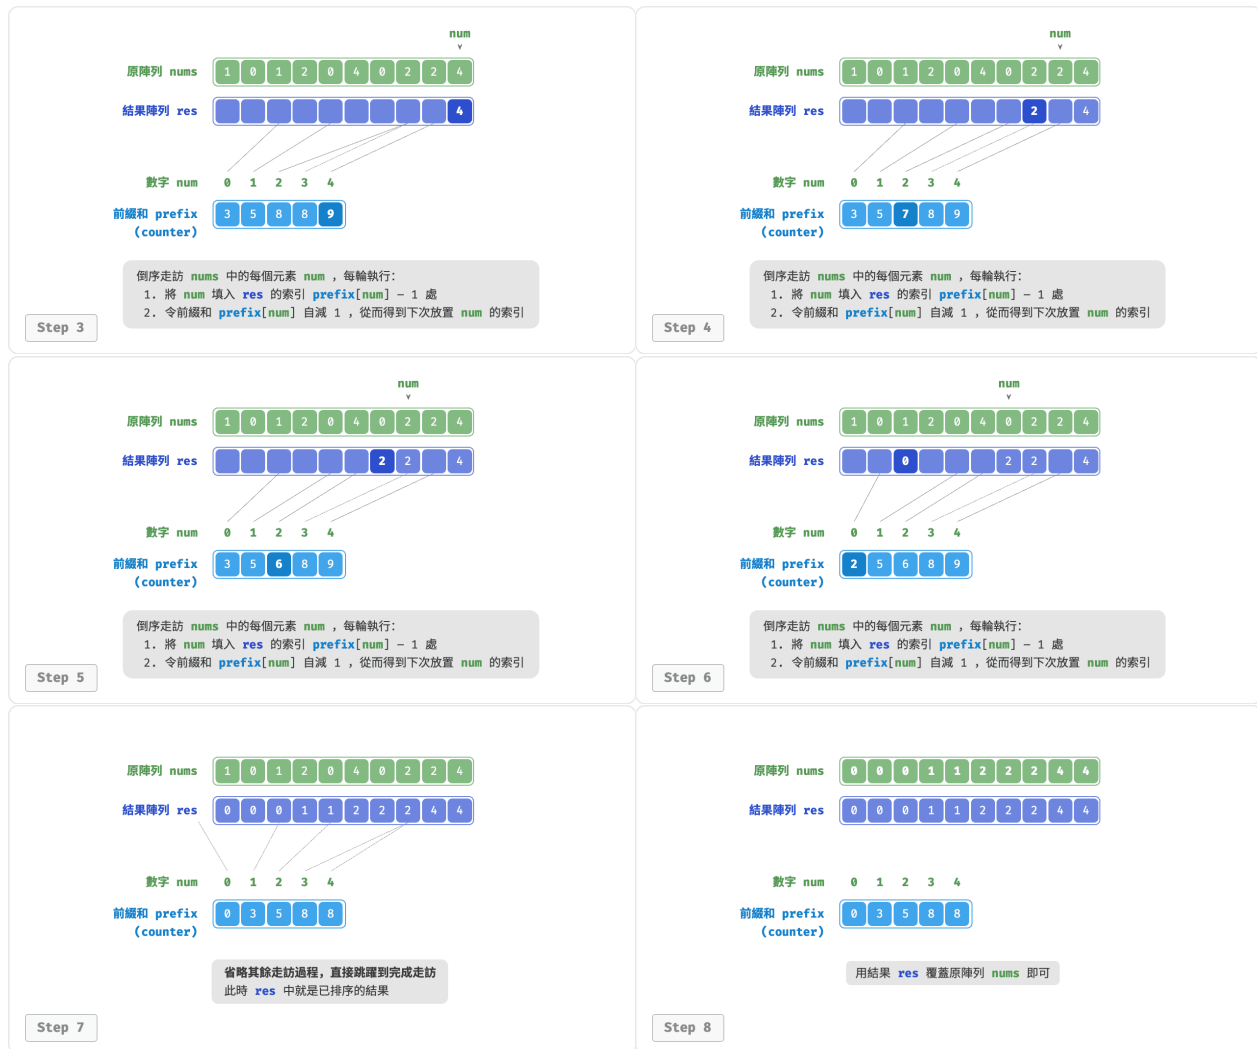 num
原陣列 nums 1 0 1 2 0 4 0 2 2 4
結果陣列 res 4
數字 num 0 1 2 3 4
前綴和 prefix 3 5 8 8 9
(counter)
倒序走訪 nums 中的每個元素 num ，每輪執行：
1. 將 num 填入 res 的索引 prefix[num] – 1 處
2. 令前綴和 prefix[num] 自減 1 ，從而得到下次放置 num 的索引
Step 3
num
原陣列 nums 1 0 1 2 0 4 0 2 2 4
結果陣列 res 2 4
數字 num 0 1 2 3 4
前綴和 prefix 3 5 7 8 9
(counter)
倒序走訪 nums 中的每個元素 num ，每輪執行：
1. 將 num 填入 res 的索引 prefix[num] – 1 處
2. 令前綴和 prefix[num] 自減 1 ，從而得到下次放置 num 的索引
Step 4
num
原陣列 nums 1 0 1 2 0 4 0 2 2 4
結果陣列 res 2 2 4
數字 num 0 1 2 3 4
前綴和 prefix 3 5 6 8 9
(counter)
倒序走訪 nums 中的每個元素 num ，每輪執行：
1. 將 num 填入 res 的索引 prefix[num] – 1 處
2. 令前綴和 prefix[num] 自減 1 ，從而得到下次放置 num 的索引
Step 5
num
原陣列 nums 1 0 1 2 0 4 0 2 2 4
結果陣列 res 0 2 2 4
數字 num 0 1 2 3 4
前綴和 prefix 2 5 6 8 9
(counter)
倒序走訪 nums 中的每個元素 num ，每輪執行：
1. 將 num 填入 res 的索引 prefix[num] – 1 處
2. 令前綴和 prefix[num] 自減 1 ，從而得到下次放置 num 的索引
Step 6
原陣列 nums 1 0 1 2 0 4 0 2 2 4
結果陣列 res 0 0 0 1 1 2 2 2 4 4
數字 num 0 1 2 3 4
前綴和 prefix 0 3 5 8 8
(counter)
省略其餘走訪過程，直接跳躍到完成走訪
此時 res 中就是已排序的結果
Step 7
原陣列 nums 0 0 0 1 1 2 2 2 4 4
結果陣列 res 0 0 0 1 1 2 2 2 4 4
數字 num 0 1 2 3 4
前綴和 prefix 0 3 5 8 8
(counter)
用結果 res 覆蓋原陣列 nums 即可
Step 8